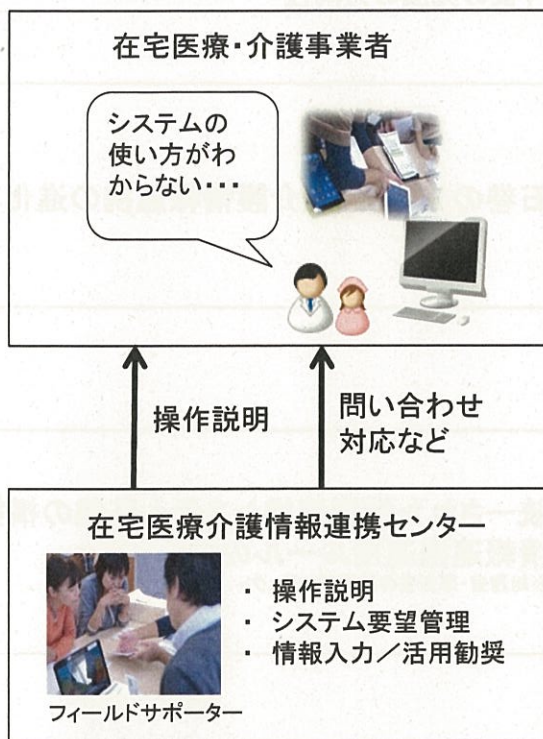 在宅医療・介護事業者
システムの
使い方がわ
からない・・・
操作説明
問い合わせ
対応など
在宅医療介護情報連携センター
・ 操作説明
・ システム要望管理
・ 情報入力／活用勧奨
フィールドサポーター